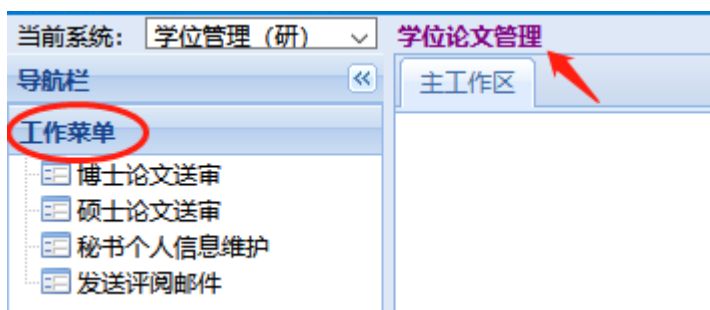 当前系统： 学位管理（研） 学位论文管理
导航栏 主工作区
工作菜单
博士论文送审
硕士论文送审
秘书个人信息维护
发送评阅邮件